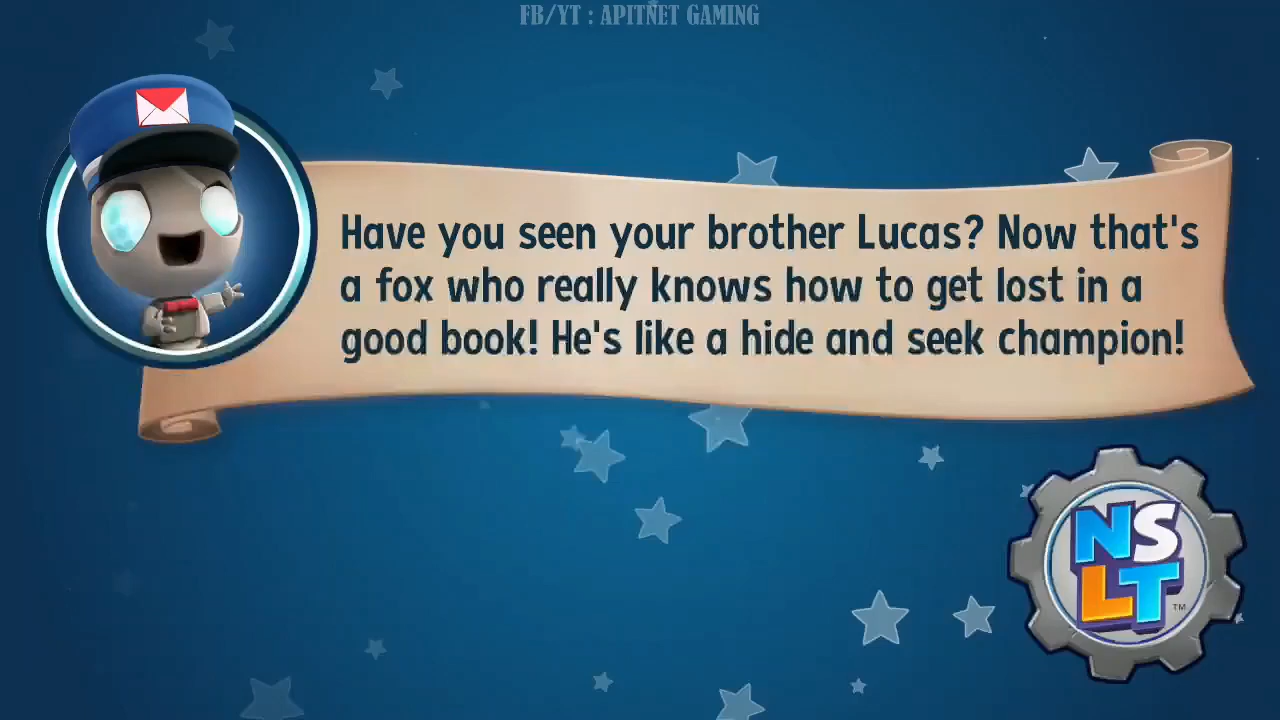 FB/YT : APITNET GAMING
Have you seen your brother Lucas? Now that's
a fox who really knows how to get lost in a
good book! He's like a hide and seek champion!
NS
LT
TM